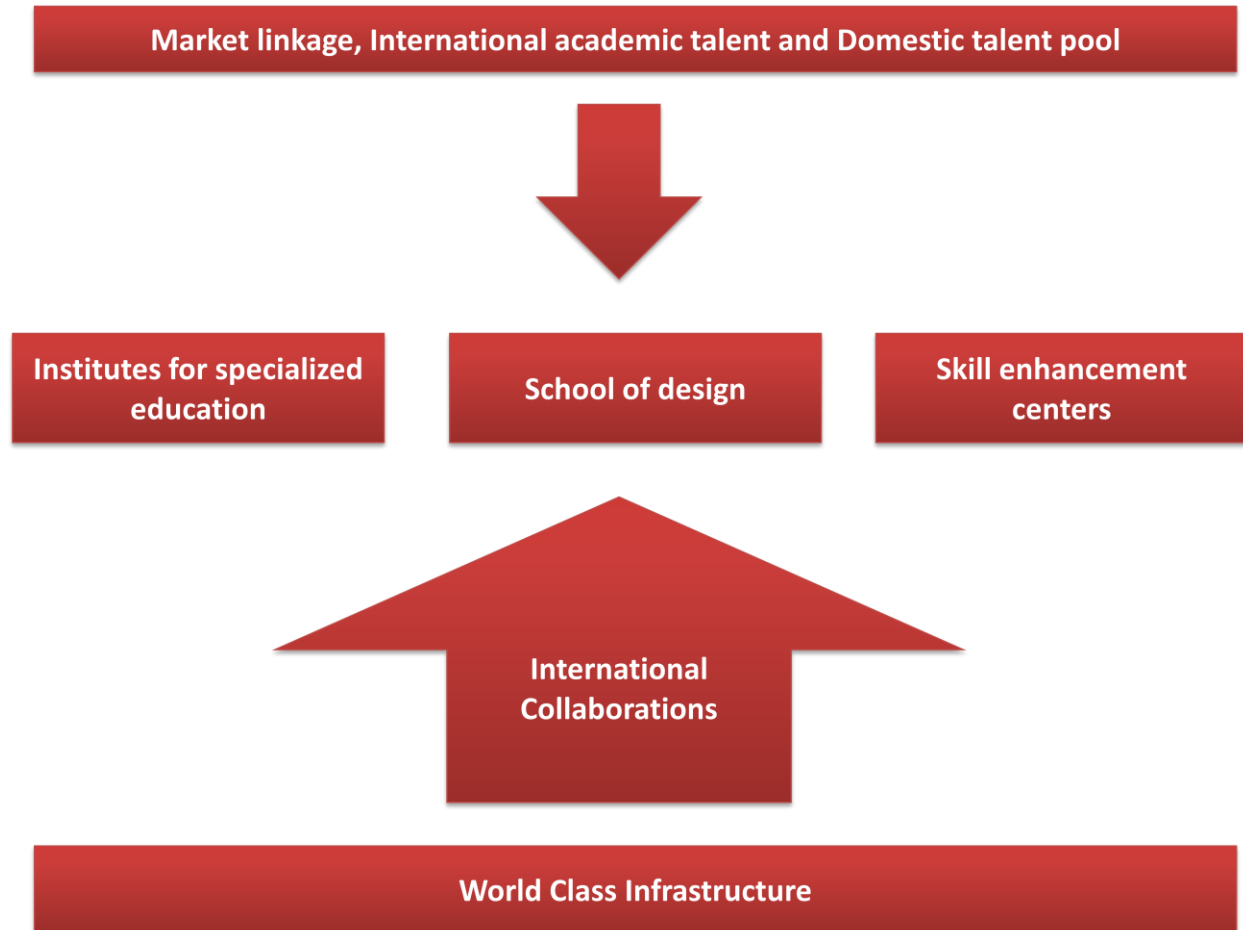 Market linkage, International academic talent and Domestic talent pool
Institutes for specialized
education
School of design
Skill enhancement
centers
International
Collaborations
World Class Infrastructure